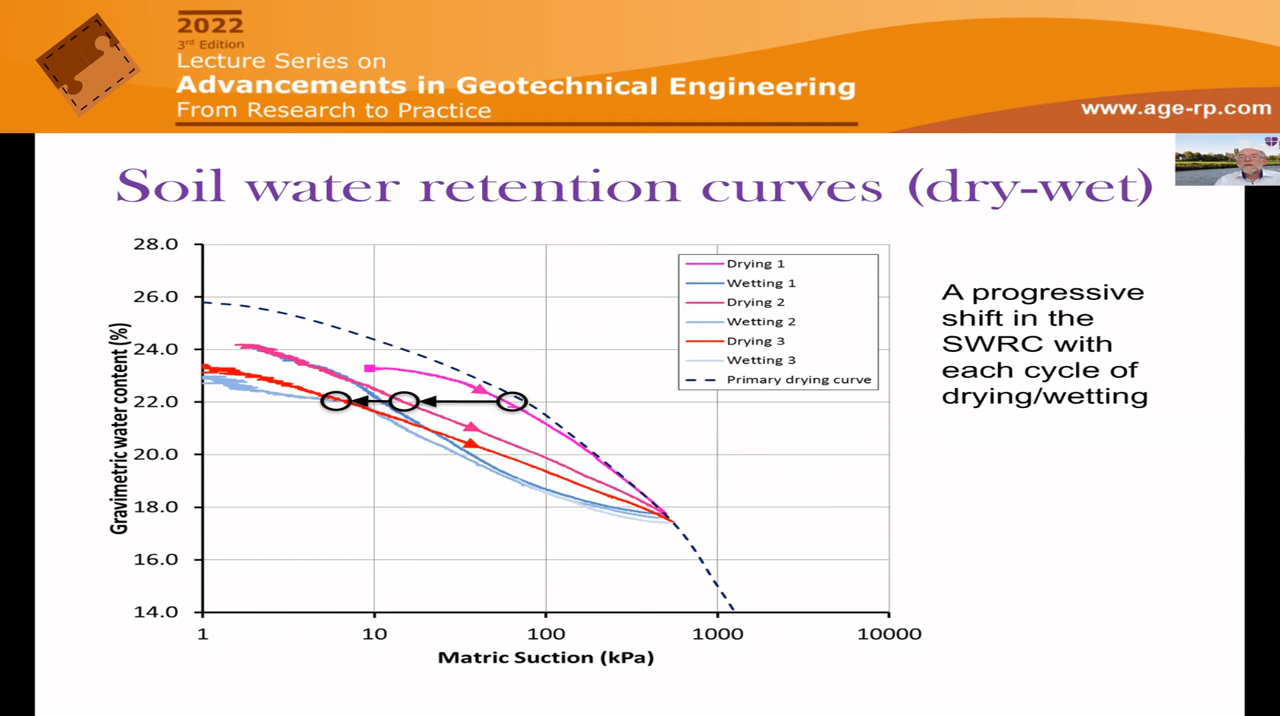 2022
3rd Edition
Lecture Series on
Advancements in Geotechnical Engineering
From Research to Practice
www.age-rp.com
Soil water retention curves (dry-wet)
28.0
26.0
24.0
22.0
20.0
18.0
16.0
14.0
Gravimetric water content (%)
1
10
100
1000
10000
Matric Suction (kPa)
Drying 1
Wetting 1
Drying 2
Wetting 2
Drying 3
Wetting 3
Primary drying curve
A progressive
shift in the
SWRC with
each cycle of
drying/wetting